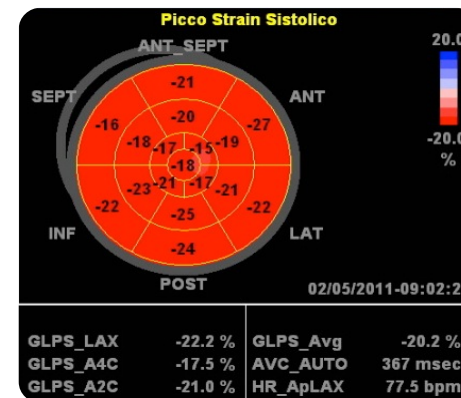 Picco Strain Sistolico
ANT_SEPT
20.0
SEPT
ANT
-21
-16
-20
-27
-18
-17
-15
-19
-20.0
%
-18
-23
-21
-17
-21
-22
-22
-25
INF
LAT
-24
POST
02/05/2011-09:02:2
GLPS_LAX -22.2 %
GLPS_A4C -17.5 %
GLPS_A2C -21.0 %
GLPS_Avg -20.2 %
AVC_AUTO 367 msec
HR_ApLAX 77.5 bpm